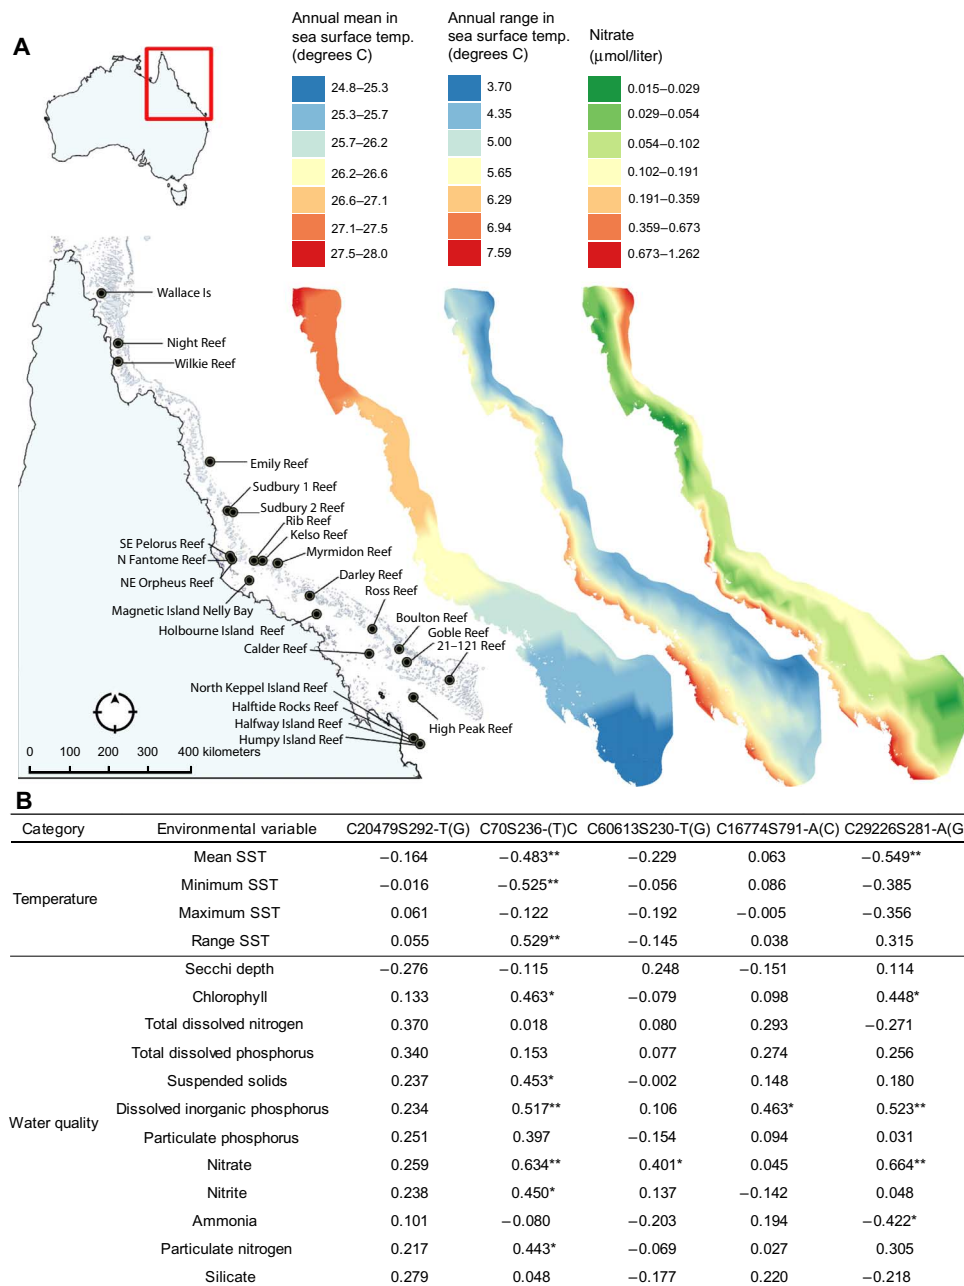 A
Annual mean in
sea surface temp.
(degrees C)
24.8–25.3
25.3–25.7
25.7–26.2
26.2–26.6
26.6–27.1
27.1–27.5
27.5–28.0
Annual range in
sea surface temp.
(degrees C)
3.70
4.35
5.00
5.65
6.29
6.94
7.59
Nitrate
(μmol/liter)
0.015–0.029
0.029–0.054
0.054–0.102
0.102–0.191
0.191–0.359
0.359–0.673
0.673–1.262
Wallace Is
Night Reef
Wilkie Reef
Emily Reef
Sudbury 1 Reef
Sudbury 2 Reef
Rib Reef
Kelso Reef
Myrmidon Reef
SE Pelorus Reef
N Fantome Reef
NE Orpheus Reef
Magnetic Island Nelly Bay
Darley Reef
Ross Reef
Holbourne Island Reef
Boulton Reef
Goble Reef
21–121 Reef
Calder Reef
North Keppel Island Reef
Halftide Rocks Reef
Halfway Island Reef
Humpy Island Reef
High Peak Reef
0 100 200 300 400 kilometers
B
Category Environmental variable C20479S292-T(G) C70S236-(T)C C60613S230-T(G) C16774S791-A(C) C29226S281-A(G
Temperature
Mean SST −0.164 −0.483** −0.229 0.063 −0.549**
Minimum SST −0.016 −0.525** −0.056 0.086 −0.385
Maximum SST 0.061 −0.122 −0.192 −0.005 −0.356
Range SST 0.055 0.529** −0.145 0.038 0.315
Water quality
Secchi depth −0.276 −0.115 0.248 −0.151 0.114
Chlorophyll 0.133 0.463* −0.079 0.098 0.448*
Total dissolved nitrogen 0.370 0.018 0.080 0.293 −0.271
Total dissolved phosphorus 0.340 0.153 0.077 0.274 0.256
Suspended solids 0.237 0.453* −0.002 0.148 0.180
Dissolved inorganic phosphorus 0.234 0.517** 0.106 0.463* 0.523**
Particulate phosphorus 0.251 0.397 −0.154 0.094 0.031
Nitrate 0.259 0.634** 0.401* 0.045 0.664**
Nitrite 0.238 0.450* 0.137 −0.142 0.048
Ammonia 0.101 −0.080 −0.203 0.194 −0.422*
Particulate nitrogen 0.217 0.443* −0.069 0.027 0.305
Silicate 0.279 0.048 −0.177 0.220 −0.218